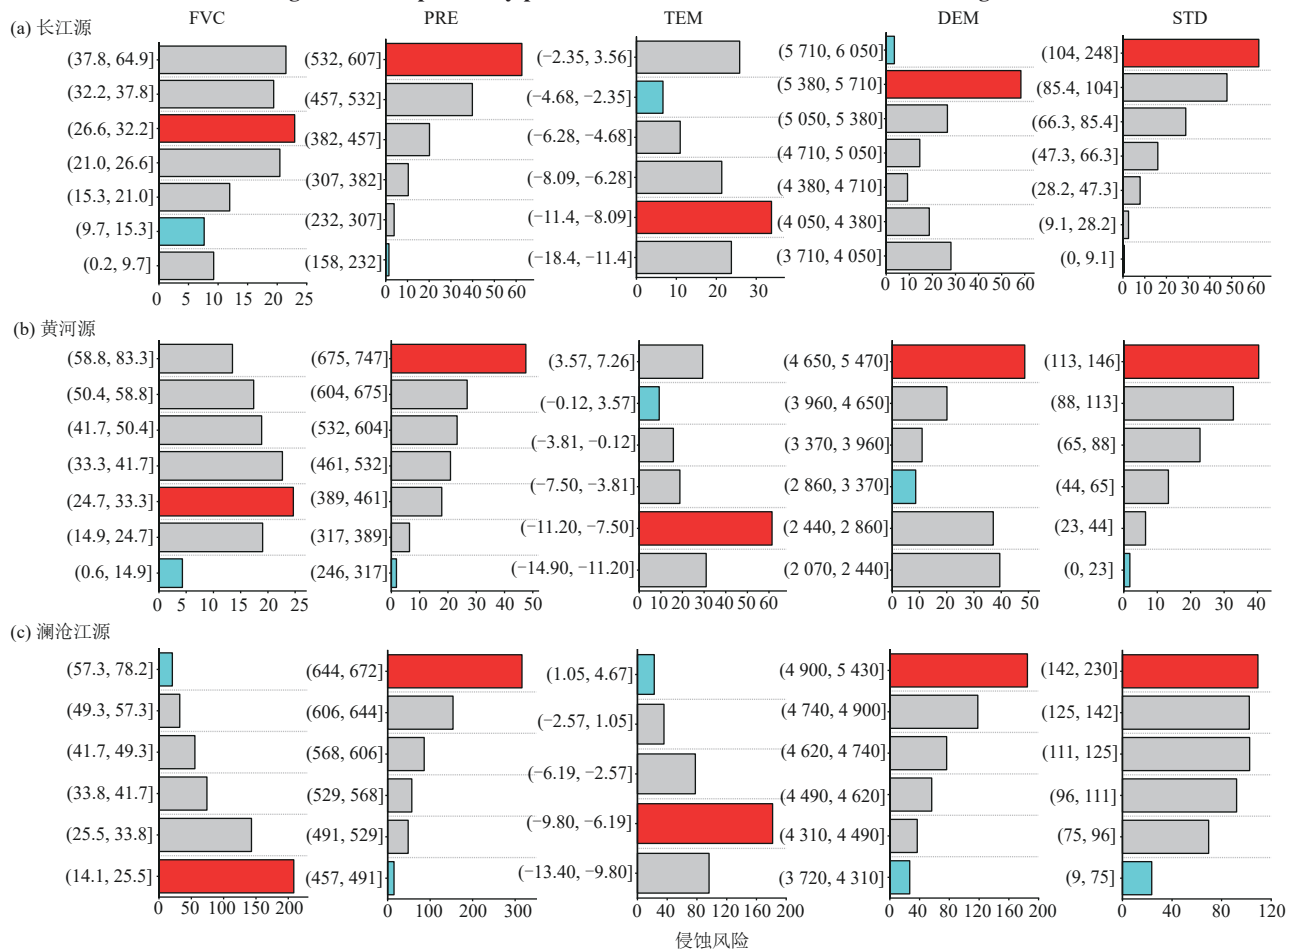 FVC PRE TEM DEM STD
(a) 长江源
(37.8, 64.9]
(32.2, 37.8]
(26.6, 32.2]
(21.0, 26.6]
(15.3, 21.0]
(9.7, 15.3]
(0.2, 9.7]
0 5 10 15 20 25
(532, 607]
(457, 532]
(382, 457]
(307, 382]
(232, 307]
(158, 232]
0 10 20 30 40 50 60
(−2.35, 3.56]
(−4.68, −2.35]
(−6.28, −4.68]
(−8.09, −6.28]
(−11.4, −8.09]
(−18.4, −11.4]
0 10 20 30
(5 710, 6 050]
(5 380, 5 710]
(5 050, 5 380]
(4 710, 5 050]
(4 380, 4 710]
(4 050, 4 380]
(3 710, 4 050]
0 10 20 30 40 50 60
(104, 248]
(85.4, 104]
(66.3, 85.4]
(47.3, 66.3]
(28.2, 47.3]
(9.1, 28.2]
(0, 9.1]
0 10 20 30 40 50 60
(b) 黄河源
(58.8, 83.3]
(50.4, 58.8]
(41.7, 50.4]
(33.3, 41.7]
(24.7, 33.3]
(14.9, 24.7]
(0.6, 14.9]
0 5 10 15 20 25
(675, 747]
(604, 675]
(532, 604]
(461, 532]
(389, 461]
(317, 389]
(246, 317]
0 10 20 30 40 50
(3.57, 7.26]
(−0.12, 3.57]
(−3.81, −0.12]
(−7.50, −3.81]
(−11.20, −7.50]
(−14.90, −11.20]
0 10 20 30 40 50 60
(4 650, 5 470]
(3 960, 4 650]
(3 370, 3 960]
(2 860, 3 370]
(2 440, 2 860]
(2 070, 2 440]
0 10 20 30 40 50
(113, 146]
(88, 113]
(65, 88]
(44, 65]
(23, 44]
(0, 23]
0 10 20 30 40
(c) 澜沧江源
(57.3, 78.2]
(49.3, 57.3]
(41.7, 49.3]
(33.8, 41.7]
(25.5, 33.8]
(14.1, 25.5]
0 50 100 150 200
(644, 672]
(606, 644]
(568, 606]
(529, 568]
(491, 529]
(457, 491]
0 100 200 300
(1.05, 4.67]
(−2.57, 1.05]
(−6.19, −2.57]
(−9.80, −6.19]
(−13.40, −9.80]
0 40 80 120 160 200
(4 900, 5 430]
(4 740, 4 900]
(4 620, 4 740]
(4 490, 4 620]
(4 310, 4 490]
(3 720, 4 310]
0 40 80 120 160 200
(142, 230]
(125, 142]
(111, 125]
(96, 111]
(75, 96]
(9, 75]
0 40 80 120
侵蚀风险